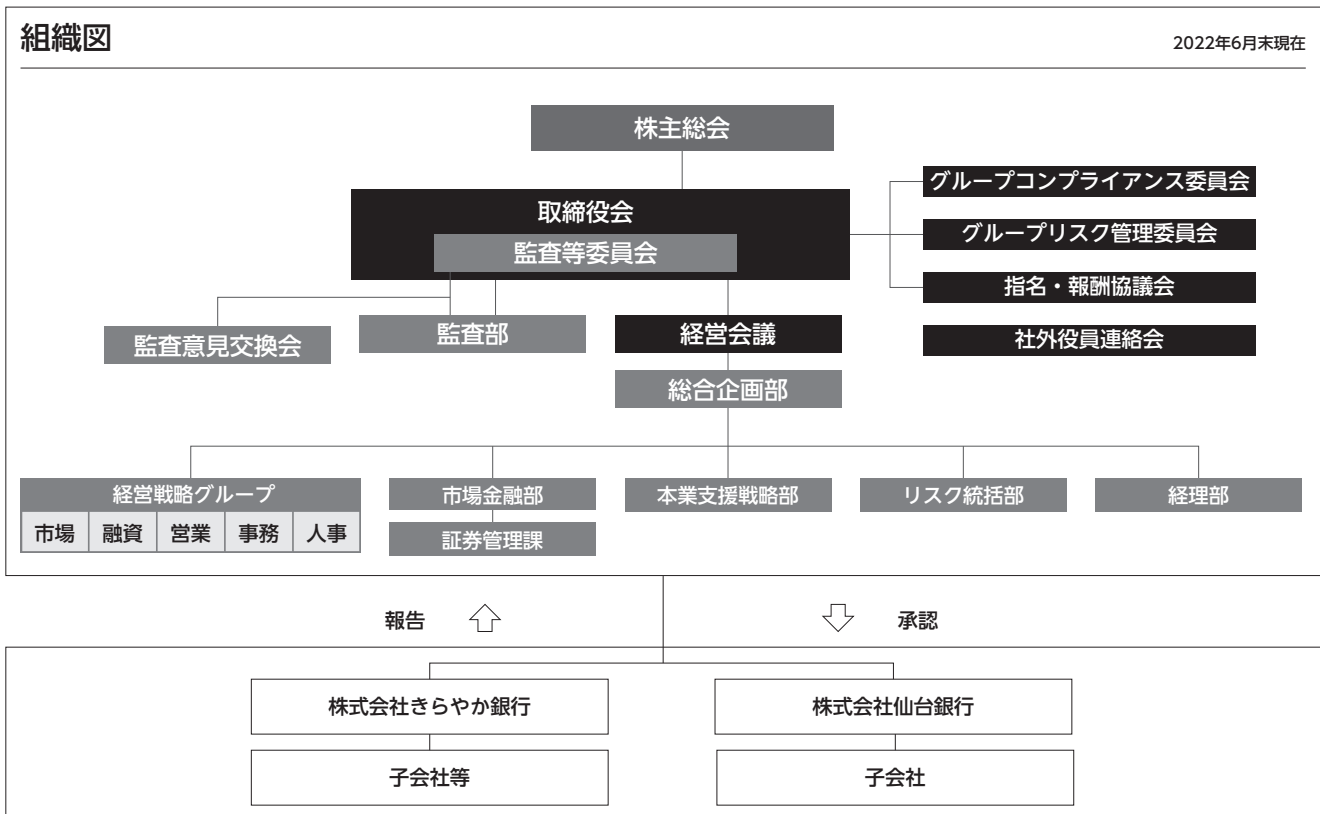 組織図
2022年6月末現在
株主総会
取締役会
監査等委員会
グループコンプライアンス委員会
グループリスク管理委員会
指名・報酬協議会
社外役員連絡会
監査意見交換会
監査部
経営会議
総合企画部
経営戦略グループ
市場 融資 営業 事務 人事
市場金融部
証券管理課
本業支援戦略部
リスク統括部
経理部
報告
承認
株式会社きらやか銀行
株式会社仙台銀行
子会社等
子会社